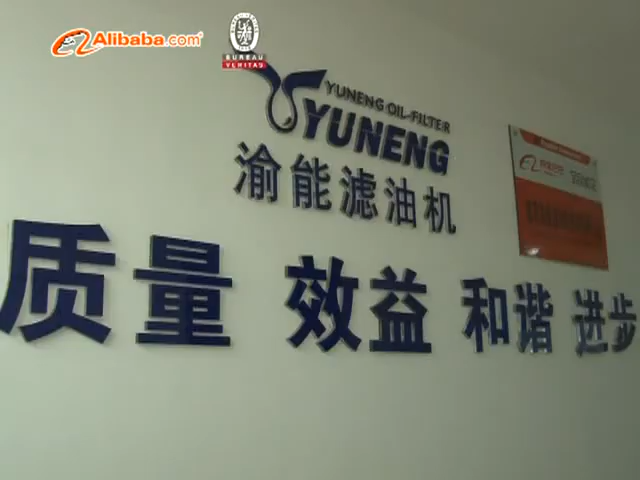 Alibaba.com
BUREAU
VERITAS
YUNENG OIL-FILTER
YUNENG
渝能滤油机
质量 效益 和谐 进步